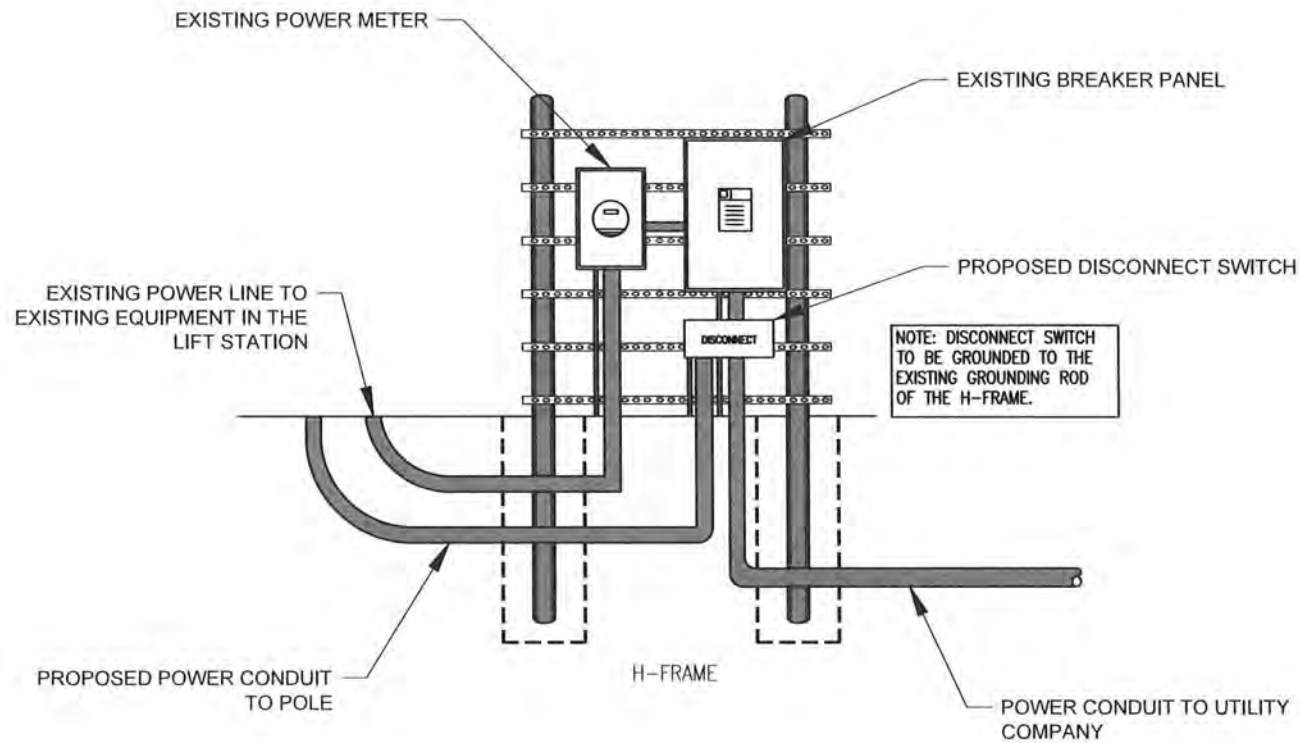 EXISTING POWER METER
EXISTING BREAKER PANEL
PROPOSED DISCONNECT SWITCH
EXISTING POWER LINE TO
EXISTING EQUIPMENT IN THE
LIFT STATION
DISCONNECT
NOTE: DISCONNECT SWITCH
TO BE GROUNDED TO THE
EXISTING GROUNDING ROD
OF THE H-FRAME.
H-FRAME
PROPOSED POWER CONDUIT
TO POLE
POWER CONDUIT TO UTILITY
COMPANY